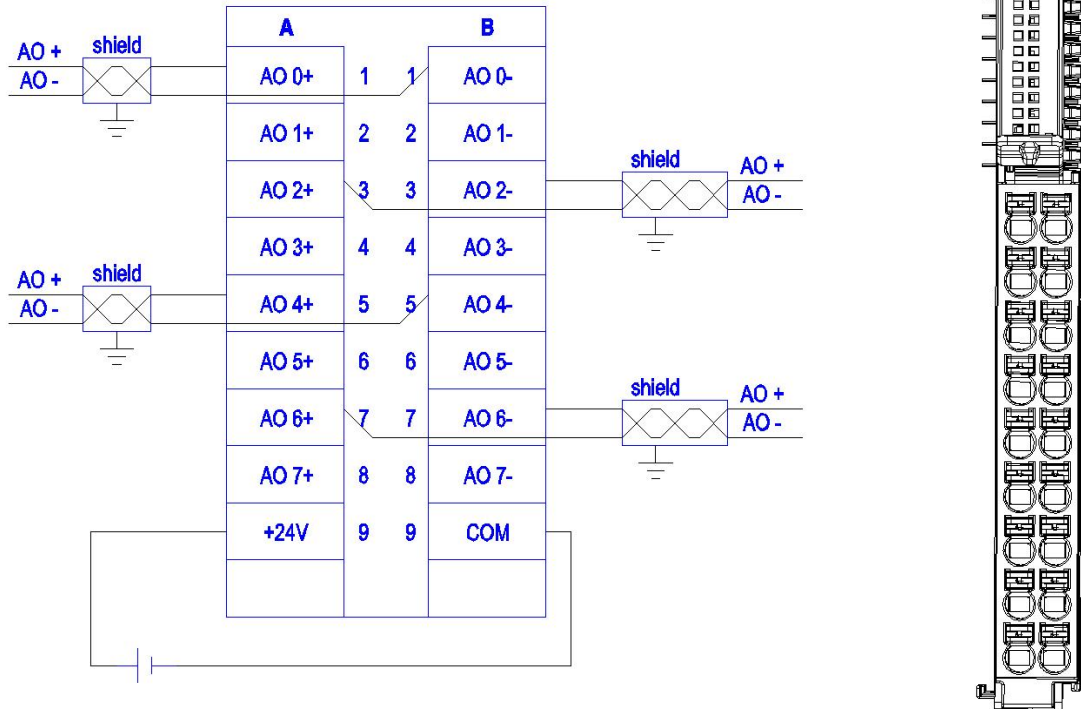 A B
AO + shield
AO -
AO 0+ 1 1 AO 0-
AO 1+ 2 2 AO 1-
shield AO +
AO -
AO 2+ 3 3 AO 2-
AO 3+ 4 4 AO 3-
AO + shield
AO -
AO 4+ 5 5 AO 4-
AO 5+ 6 6 AO 5-
shield AO +
AO -
AO 6+ 7 7 AO 6-
AO 7+ 8 8 AO 7-
+24V 9 9 COM